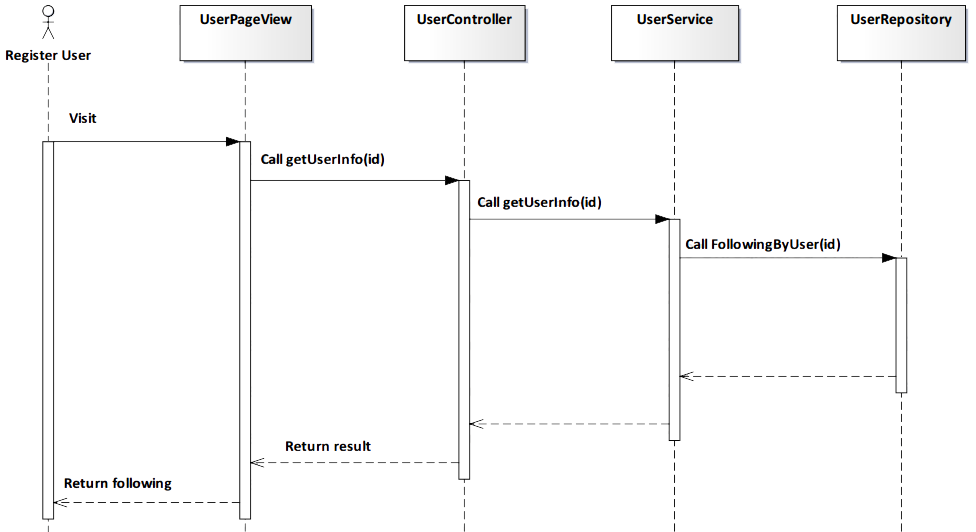 UserPageView
UserController
UserService
UserRepository
Register User
Visit
Call getUserInfo(id)
Call getUserInfo(id)
Call FollowingByUser(id)
Return result
Return following